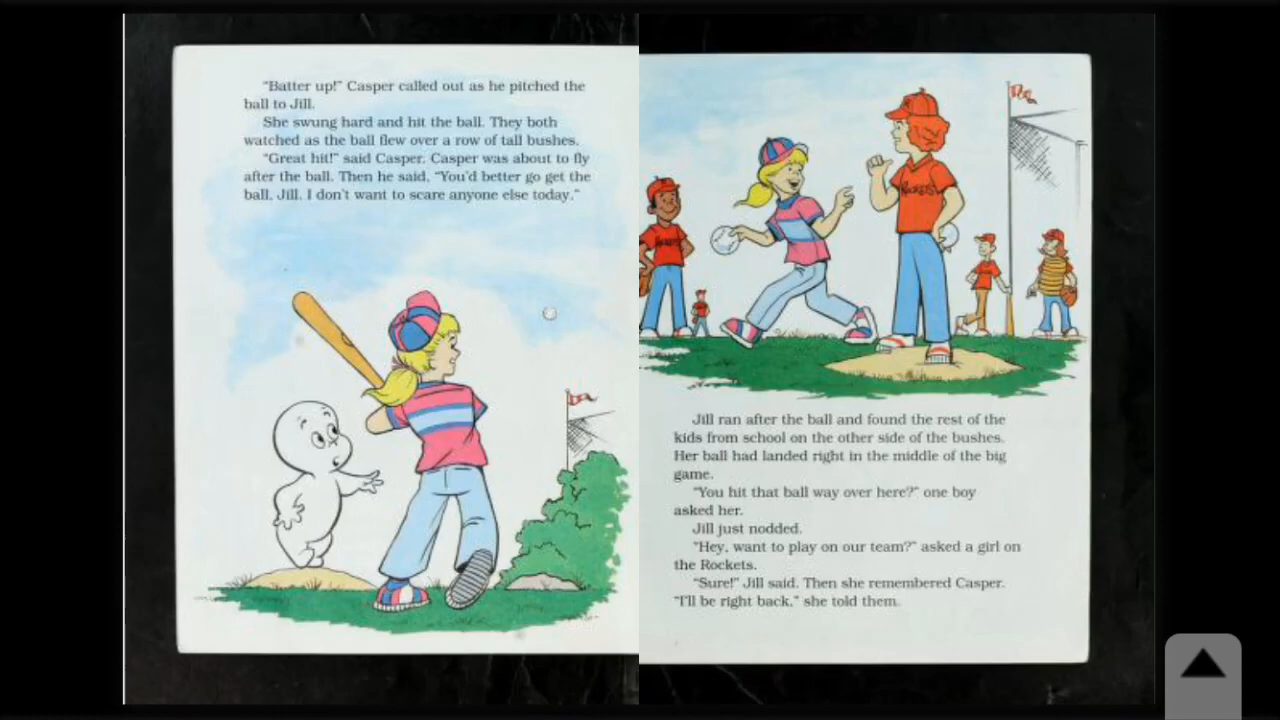 "Batter up!" Casper called out as he pitched the
ball to Jill.
She swung hard and hit the ball. They both
watched as the ball flew over a row of tall bushes.
"Great hit!" said Casper. Casper was about to fly
after the ball. Then he said, "You'd better go get the
ball, Jill. I don't want to scare anyone else today."
ROCKETS
Jill ran after the ball and found the rest of the
kids from school on the other side of the bushes.
Her ball had landed right in the middle of the big
game.
"You hit that ball way over here?" one boy
asked her.
Jill just nodded.
"Hey, want to play on our team?" asked a girl on
the Rockets.
"Sure!" Jill said. Then she remembered Casper.
"I'll be right back," she told them.